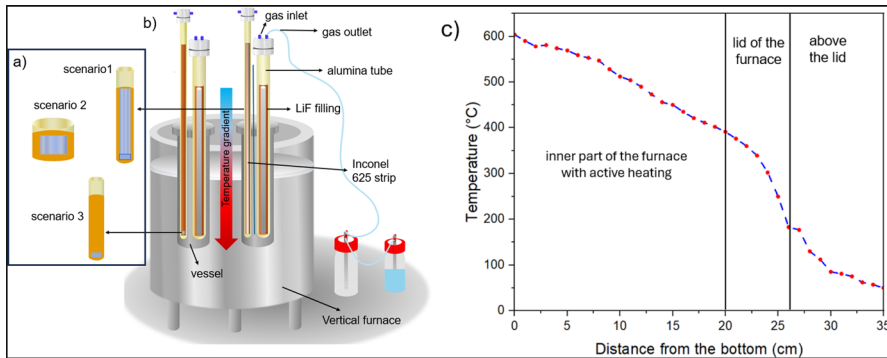 a)
scenario1
scenario 2
scenario 3
b)
gas inlet
gas outlet
alumina tube
LiF filling
Temperature gradient
Inconel
625 strip
vessel
Vertical furnace
c)
lid of the
furnace
above
the lid
inner part of the furnace
with active heating
Temperature (°C)
600
500
400
300
200
100
0
0 5 10 15 20 25 30 35
Distance from the bottom (cm)